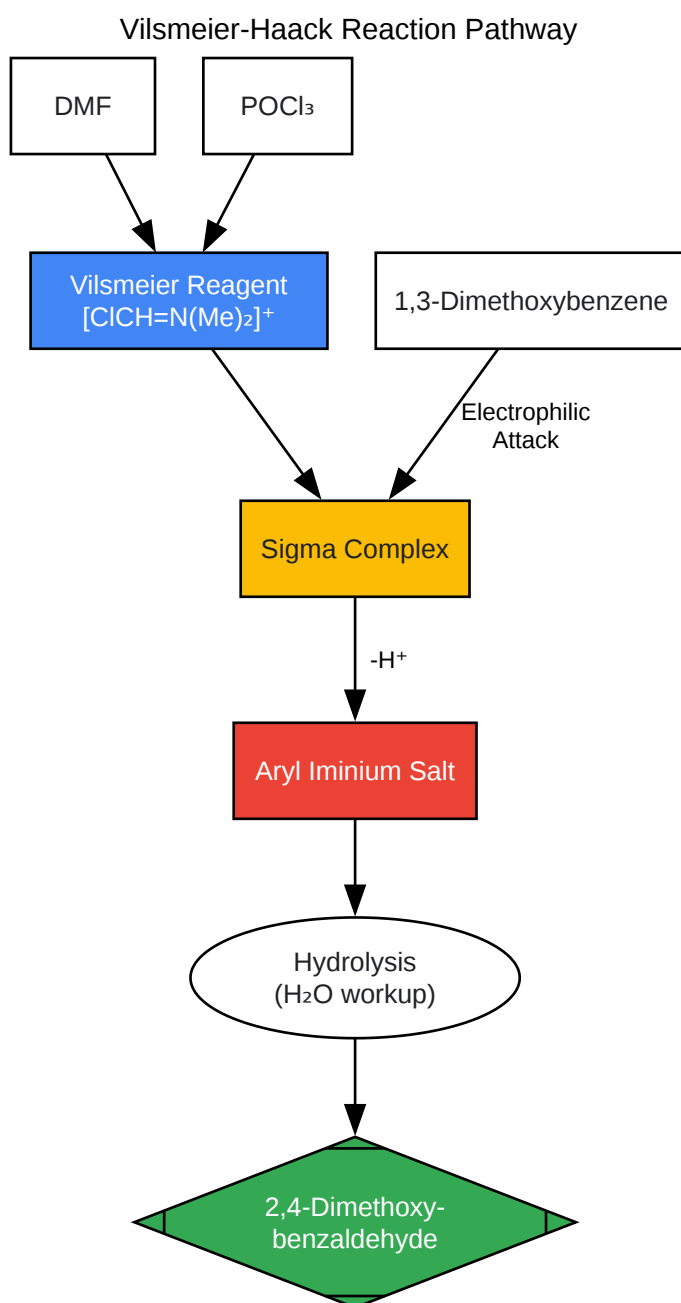 Vilsmeier-Haack Reaction Pathway
DMF
POCl₃
Vilsmeier Reagent
[ClCH=N(Me)₂]⁺
1,3-Dimethoxybenzene
Electrophilic
Attack
Sigma Complex
-H⁺
Aryl Iminium Salt
Hydrolysis
(H₂O workup)
2,4-Dimethoxy-
benzaldehyde